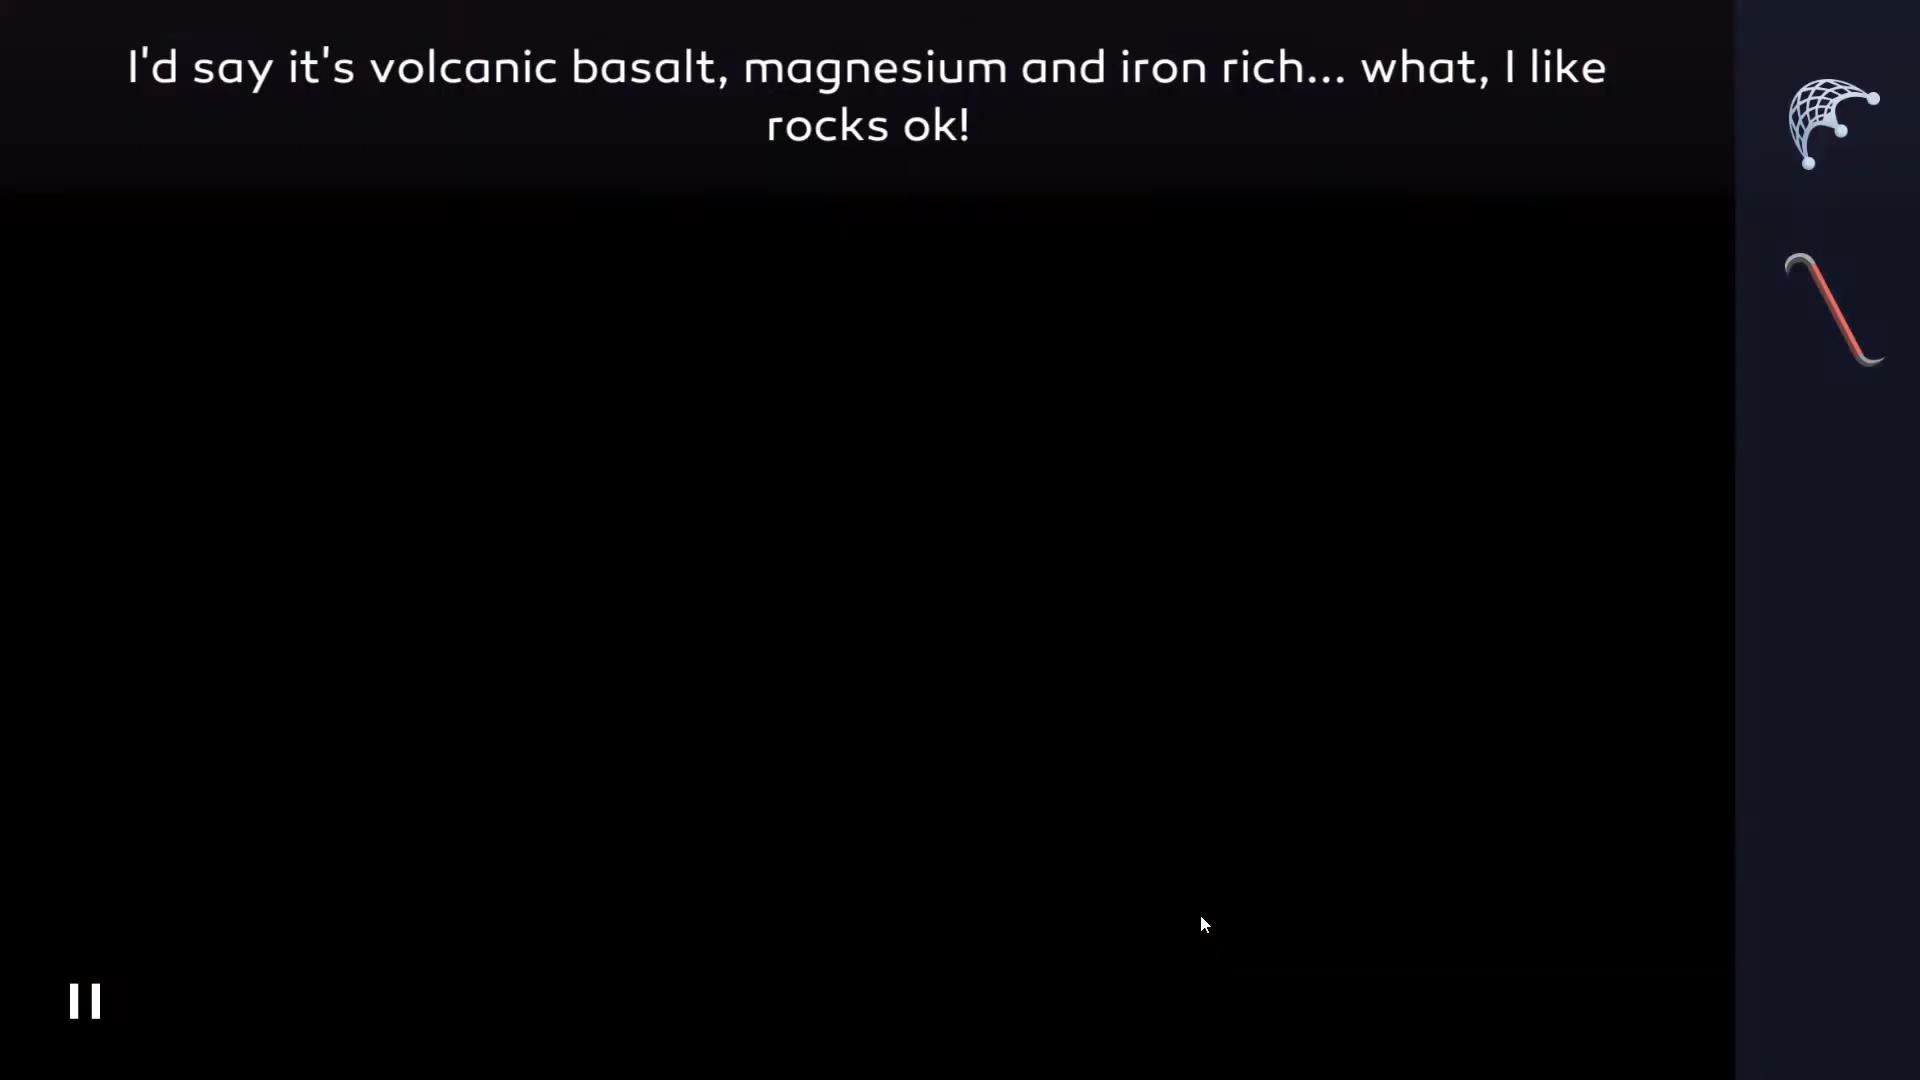 I'd say it's volcanic basalt, magnesium and iron rich... what, I like
rocks ok!